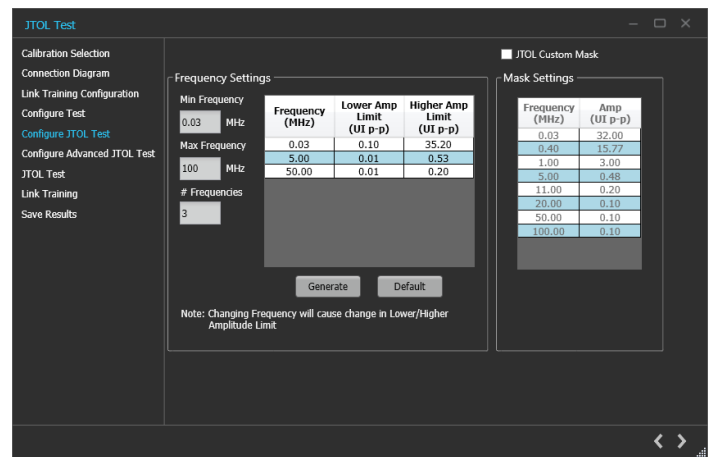 JTOL Test
Calibration Selection
Connection Diagram
Link Training Configuration
Configure Test
Configure JTOL Test
Configure Advanced JTOL Test
JTOL Test
Link Training
Save Results
Frequency Settings
Min Frequency
0.03 MHz
Max Frequency
100 MHz
# Frequencies
3
Frequency (MHz) Lower Amp Limit (UI p-p) Higher Amp Limit (UI p-p)
0.03 0.10 35.20
5.00 0.01 0.53
50.00 0.01 0.20
Generate Default
Note: Changing Frequency will cause change in Lower/Higher
Amplitude Limit
JTOL Custom Mask
Mask Settings
Frequency (MHz) Amp (UI p-p)
0.03 32.00
0.40 15.77
1.00 3.00
5.00 0.48
11.00 0.20
20.00 0.10
50.00 0.10
100.00 0.10